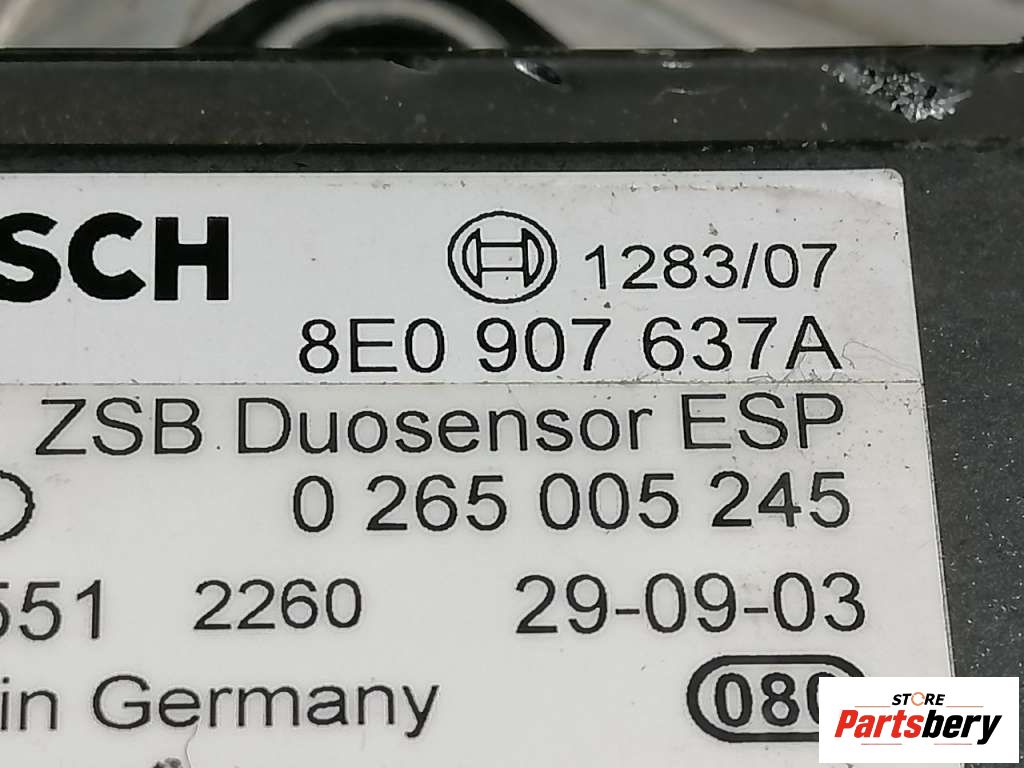 SCH 1283/07
8E0 907 637A
ZSB Duosensor ESP
0 265 005 245
551 2260 29-09-03
in Germany
080
STORE
Partsbery